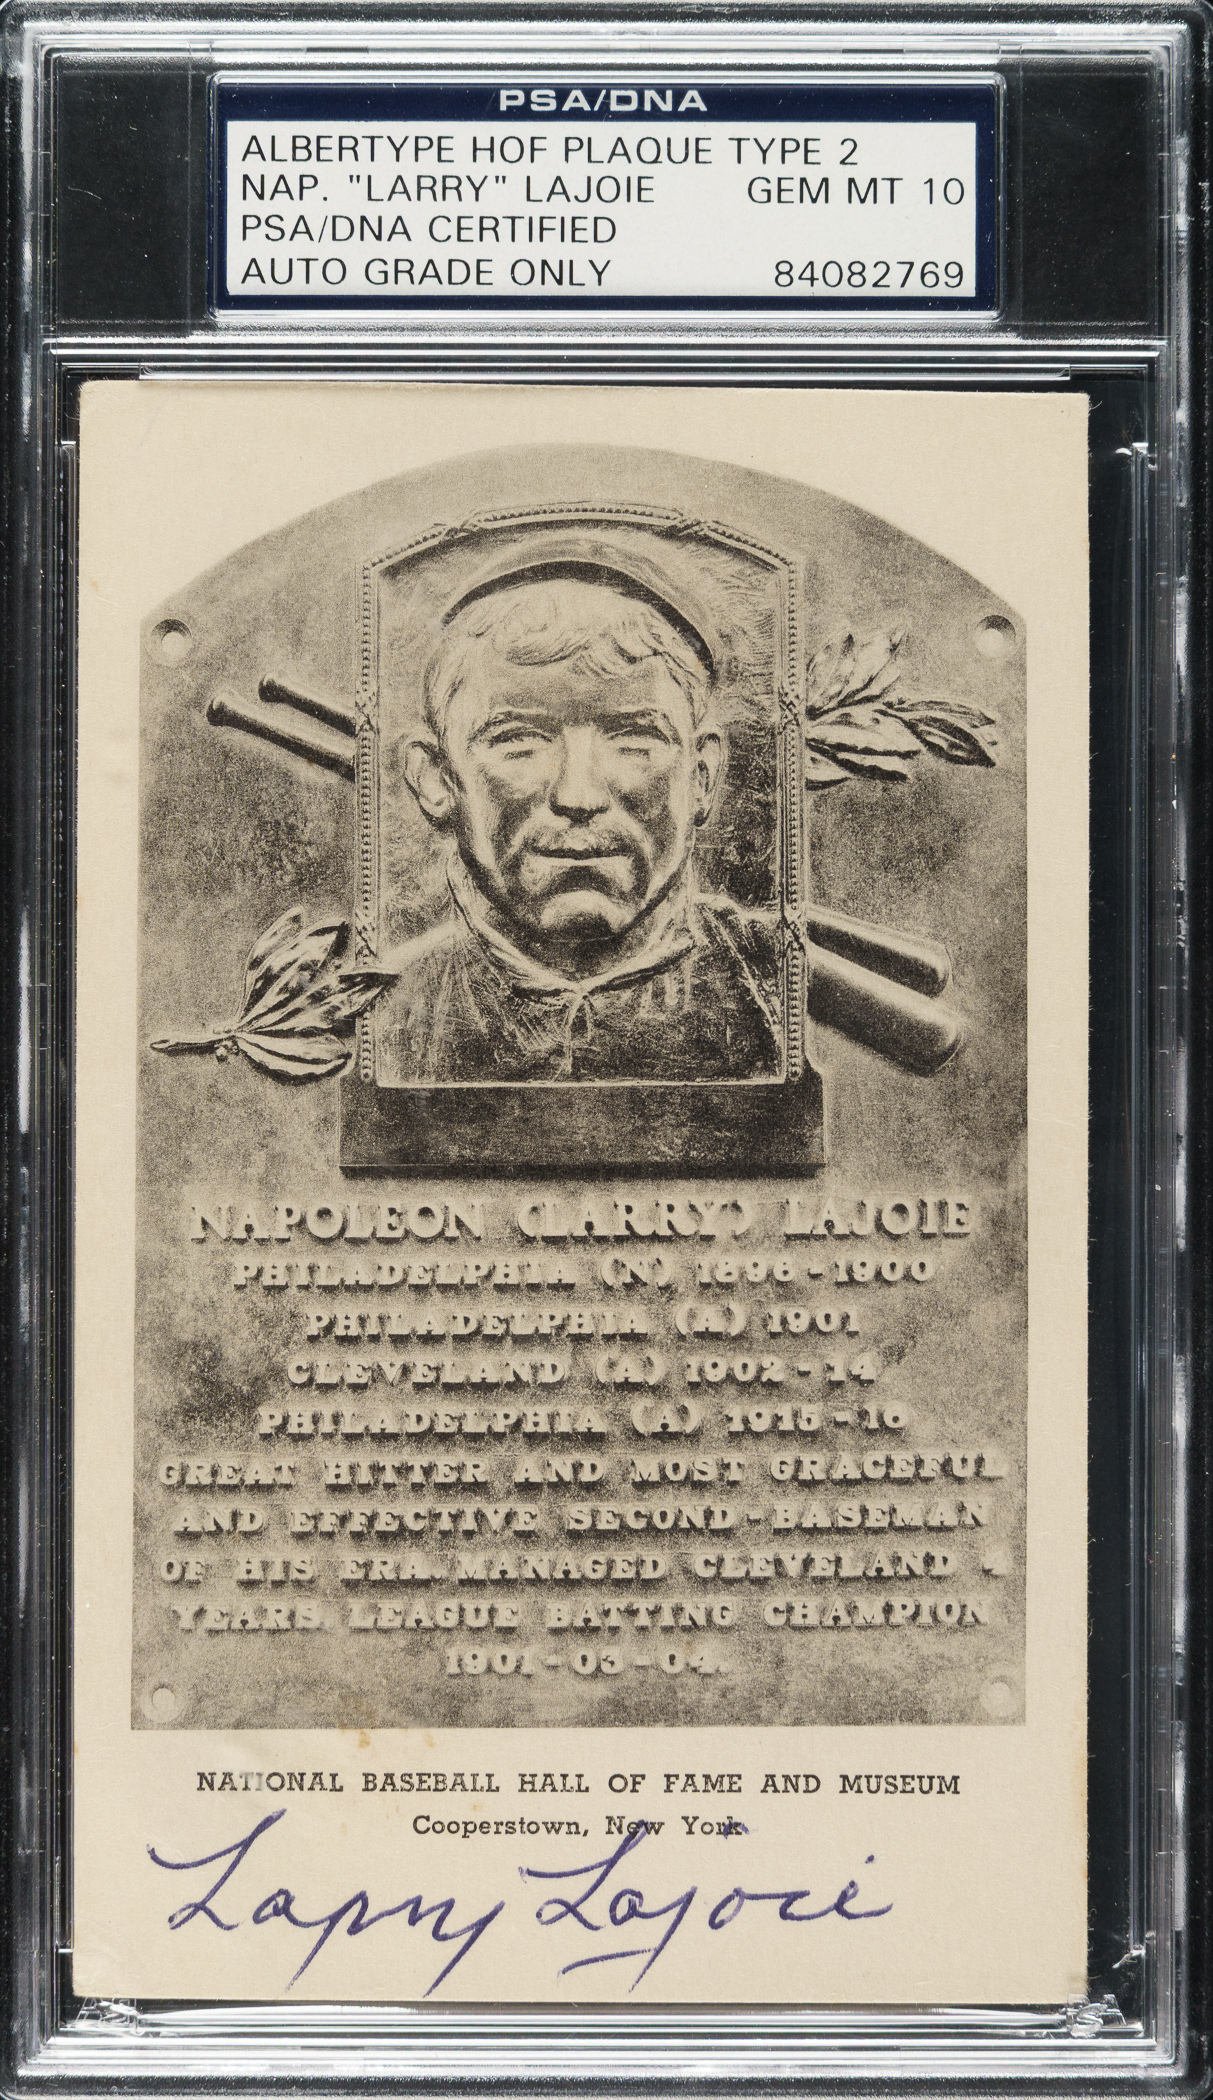 PSA/DNA
ALBERTYPE HOF PLAQUE TYPE 2
NAP. "LARRY" LAJOIE GEM MT 10
PSA/DNA CERTIFIED
AUTO GRADE ONLY 84082769
NAPOLEON (LARRY) LAJOIE
PHILADELPHIA (N) 1896-1900
PHILADELPHIA (A) 1901
CLEVELAND (A) 1902-14
PHILADELPHIA (A) 1915-16
GREAT HITTER AND MOST GRACEFUL
AND EFFECTIVE SECOND-BASEMAN
OF HIS ERA. MANAGED CLEVELAND 4
YEARS. LEAGUE BATTING CHAMPION
1901-03-04.
NATIONAL BASEBALL HALL OF FAME AND MUSEUM
Cooperstown, New York
Larry Lajoie